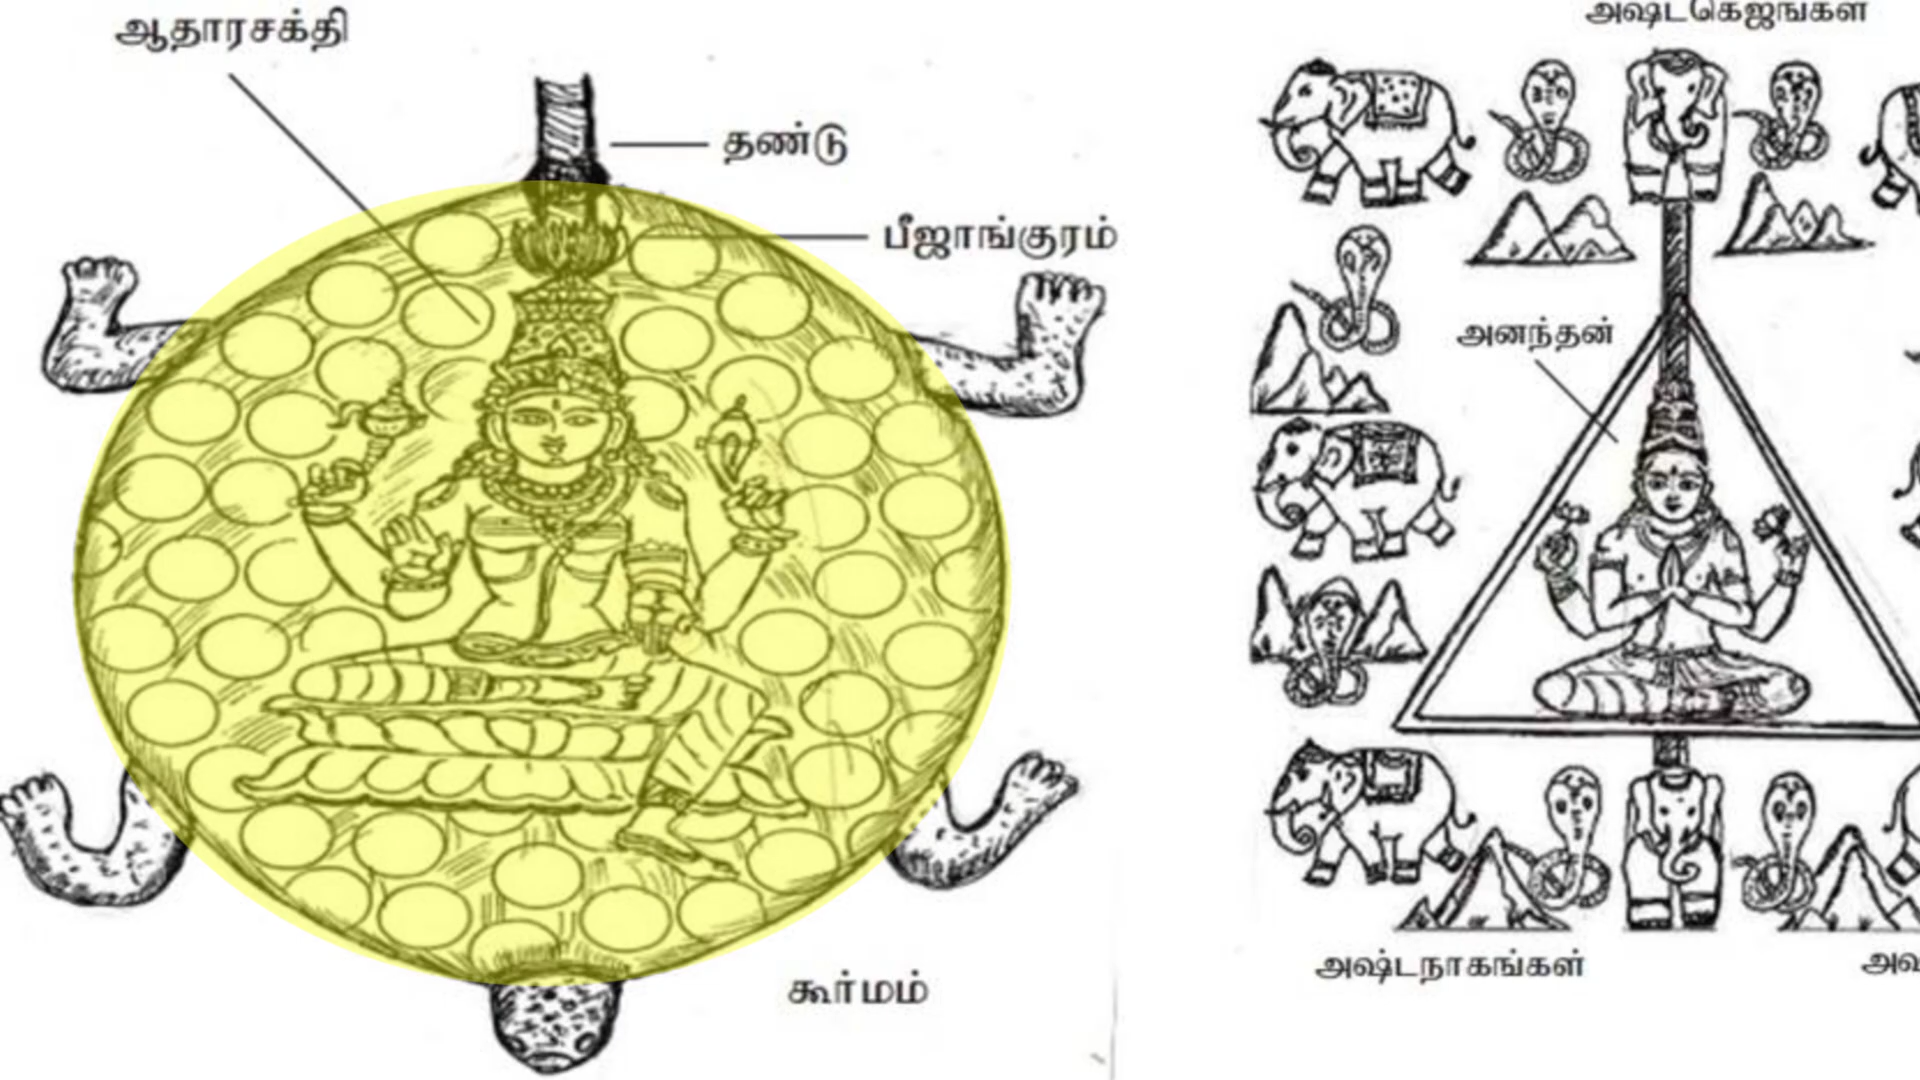 ஆதாரசக்தி
தண்டு
பீஜாங்குரம்
கூர்மம்
அஷ்டகெஜங்கள்
அனந்தன்
அஷ்டநாகங்கள்